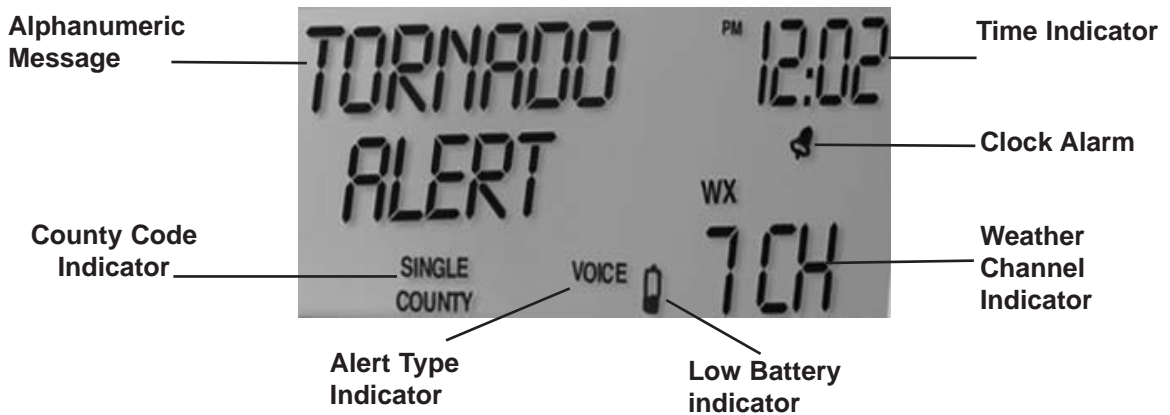 Alphanumeric
Message
TORNADO
PM 12:02
Time Indicator
ALERT
Clock Alarm
WX
County Code
Indicator
SINGLE
COUNTY
VOICE
7CH
Weather
Channel
Indicator
Alert Type
Indicator
Low Battery
indicator